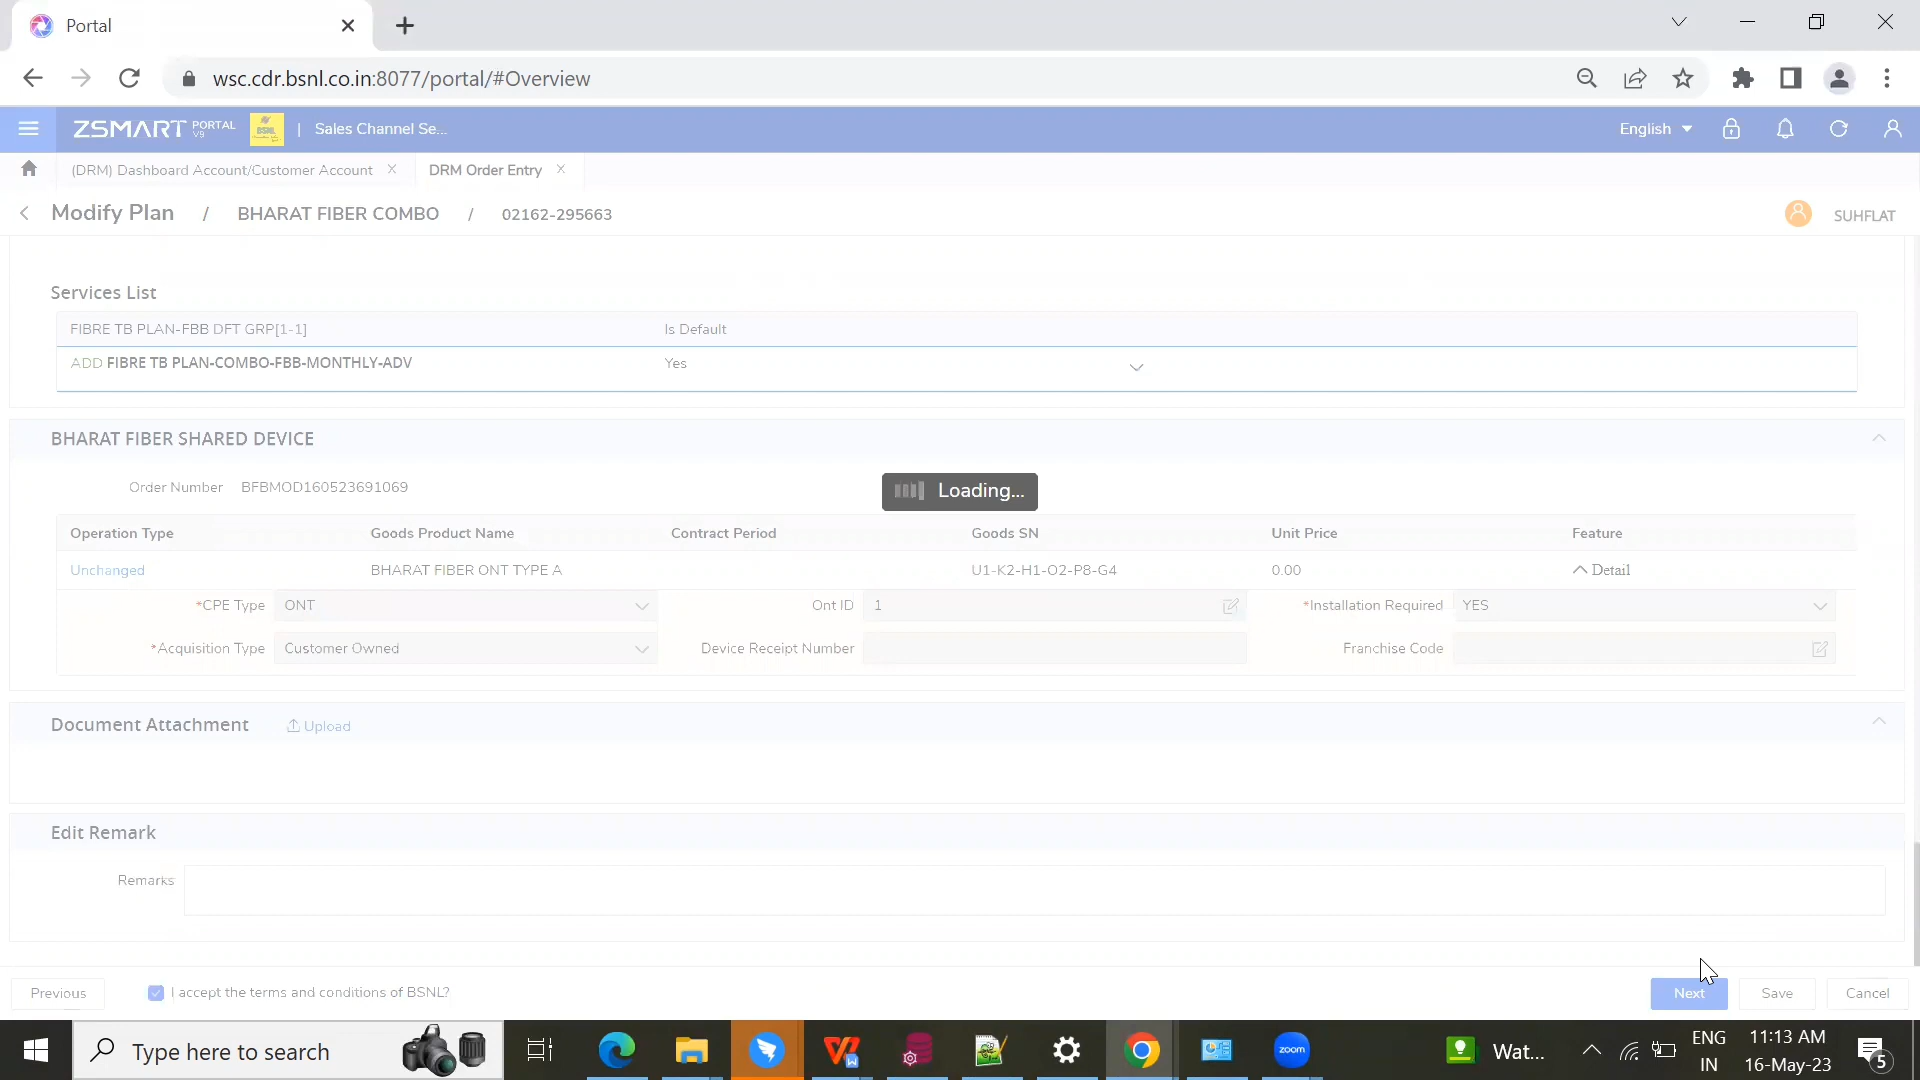 Portal
wsc.cdr.bsnl.co.in:8077/portal/#Overview
ZSMART PORTAL V9 BSNL | Sales Channel Se... English
(DRM) Dashboard Account/Customer Account DRM Order Entry
Modify Plan / BHARAT FIBER COMBO / 02162-295663 SUHFLAT
Services List
FIBRE TB PLAN-FBB DFT GRP[1-1] Is Default
ADD FIBRE TB PLAN-COMBO-FBB-MONTHLY-ADV Yes
BHARAT FIBER SHARED DEVICE
Order Number BFBMOD160523691069
Loading...
Operation Type Goods Product Name Contract Period Goods SN Unit Price Feature
Unchanged BHARAT FIBER ONT TYPE A U1-K2-H1-O2-P8-G4 0.00 Detail
*CPE Type ONT Ont ID 1 *Installation Required YES
*Acquisition Type Customer Owned Device Receipt Number Franchise Code
Document Attachment Upload
Edit Remark
Remarks
Previous I accept the terms and conditions of BSNL? Next Save Cancel
Type here to search zoom Wat... ENG 11:13 AM
IN 16-May-23 5